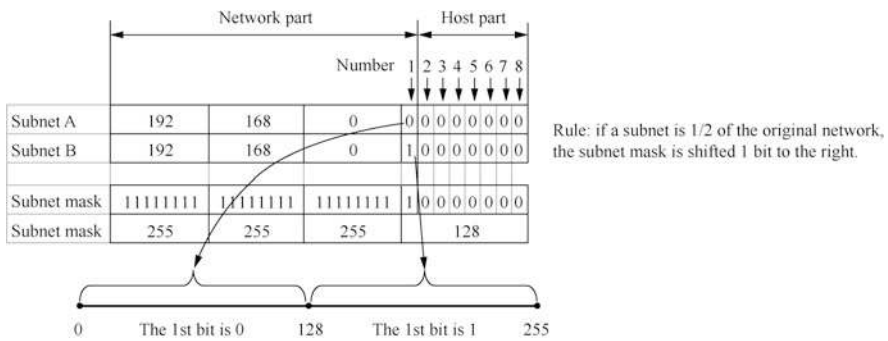 Network part Host part
Number 1 2 3 4 5 6 7 8
Subnet A 192 168 0 0 0 0 0 0 0 0 0
Subnet B 192 168 0 1 0 0 0 0 0 0 0
Rule: if a subnet is 1/2 of the original network,
the subnet mask is shifted 1 bit to the right.
Subnet mask 11111111 11111111 11111111 1 0 0 0 0 0 0 0
Subnet mask 255 255 255 128
0 The 1st bit is 0 128 The 1st bit is 1 255